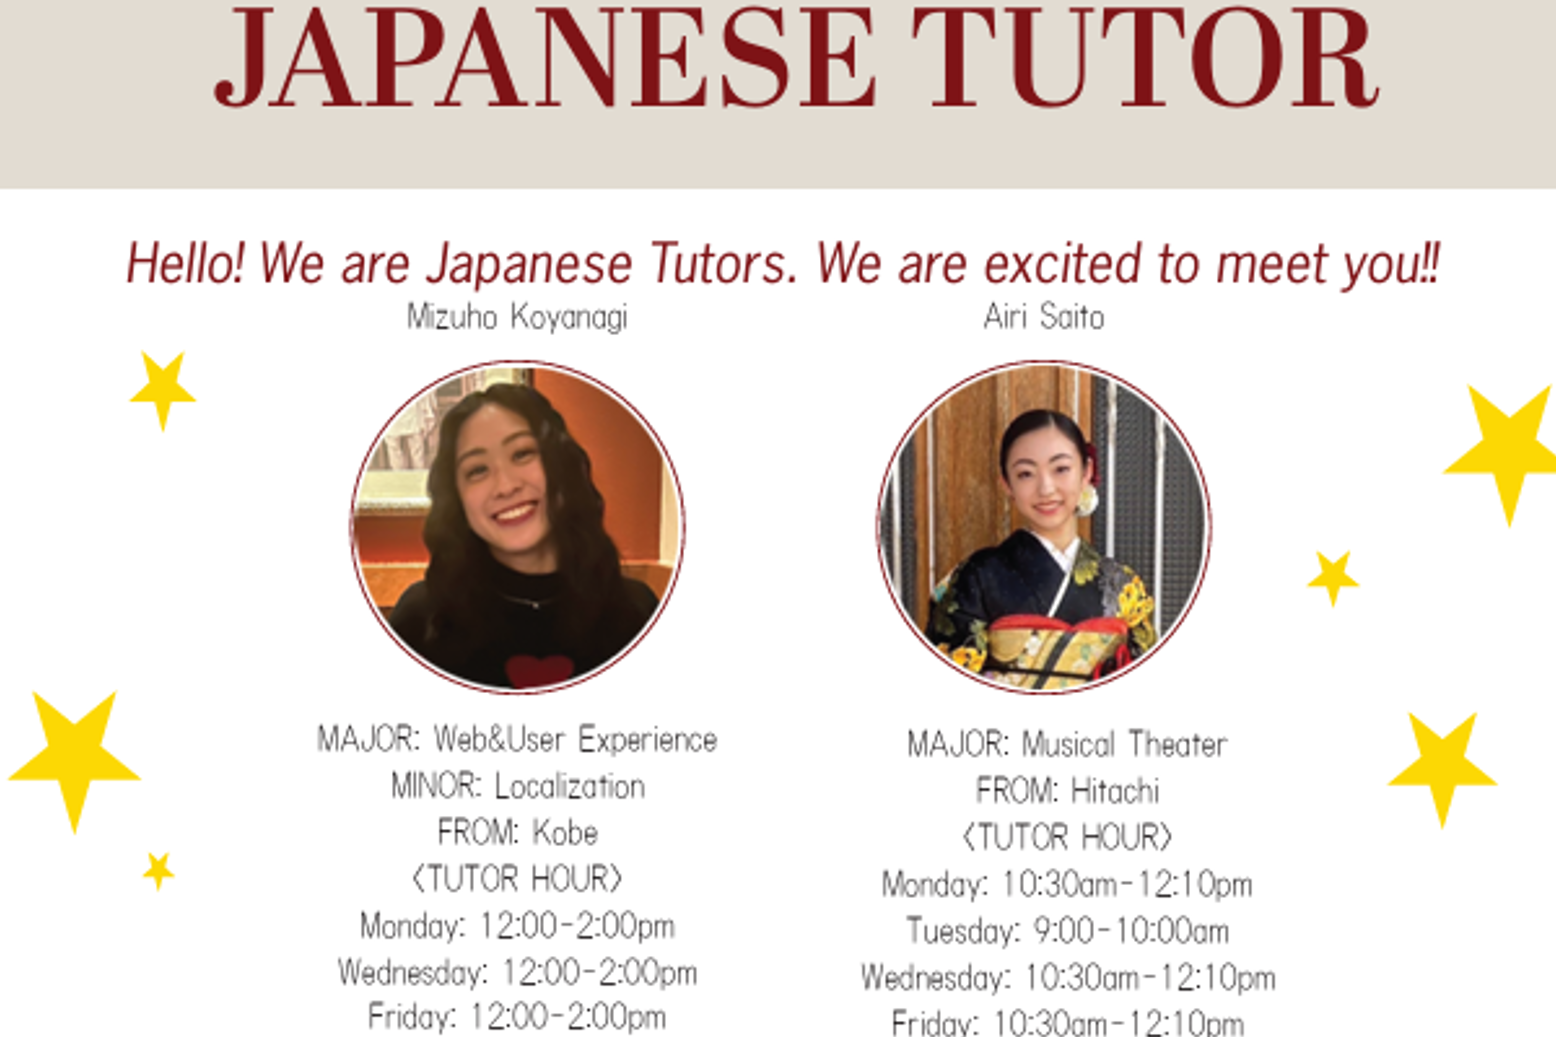 JAPANESE TUTOR
Hello! We are Japanese Tutors. We are excited to meet you!!
Mizuho Koyanagi
MAJOR: Web&User Experience
MINOR: Localization
FROM: Kobe
<TUTOR HOUR>
Monday: 12:00-2:00pm
Wednesday: 12:00-2:00pm
Friday: 12:00-2:00pm
Airi Saito
MAJOR: Musical Theater
FROM: Hitachi
<TUTOR HOUR>
Monday: 10:30am-12:10pm
Tuesday: 9:00-10:00am
Wednesday: 10:30am-12:10pm
Friday: 10:30am-12:10pm